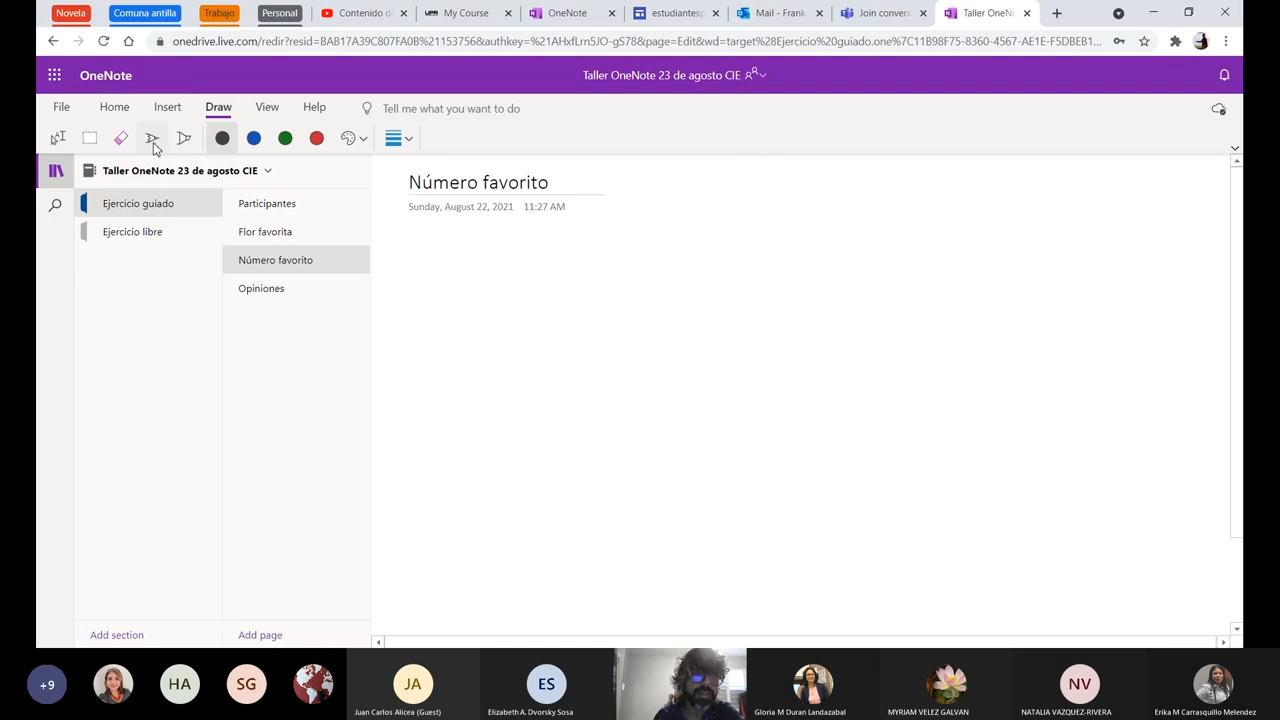 Novela
Comuna antilla
Trabajo
Personal
Contenido d
My Course
OneNote
estudiantes
Mail - Frank
Join conve
Taller OneNo
onedrive.live.com/redir?resid=BAB17A39C807FA0B%21153756&authkey=%21AHxfLrn5JO-gS78&page=Edit&wd=target%28Ejercicio%20guiado.one%7C11B98F75-8360-4567-AE1E-F5DBEB1...
OneNote
Taller OneNote 23 de agosto CIE
File
Home
Insert
Draw
View
Help
Tell me what you want to do
Taller OneNote 23 de agosto CIE
Ejercicio guiado
Ejercicio libre
Participantes
Flor favorita
Número favorito
Opiniones
Número favorito
Sunday, August 22, 2021 11:27 AM
Add section
Add page
+9
HA
SG
JA
Juan Carlos Alicea (Guest)
ES
Elizabeth A. Dvorsky Sosa
Gloria M Duran Landazabal
MYRIAM VELEZ GALVAN
NV
NATALIA VAZQUEZ-RIVERA
Erika M Carrasquillo Melendez